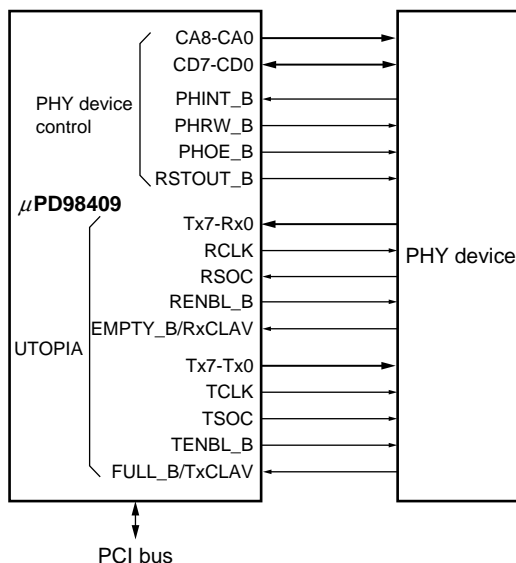 CA8-CA0
CD7-CD0
PHY device
control
PHINT_B
PHRW_B
PHOE_B
RSTOUT_B
μPD98409
Tx7-Rx0
RCLK
RSOC
RENBL_B
EMPTY_B/RxCLAV
UTOPIA
Tx7-Tx0
TCLK
TSOC
TENBL_B
FULL_B/TxCLAV
PHY device
PCI bus